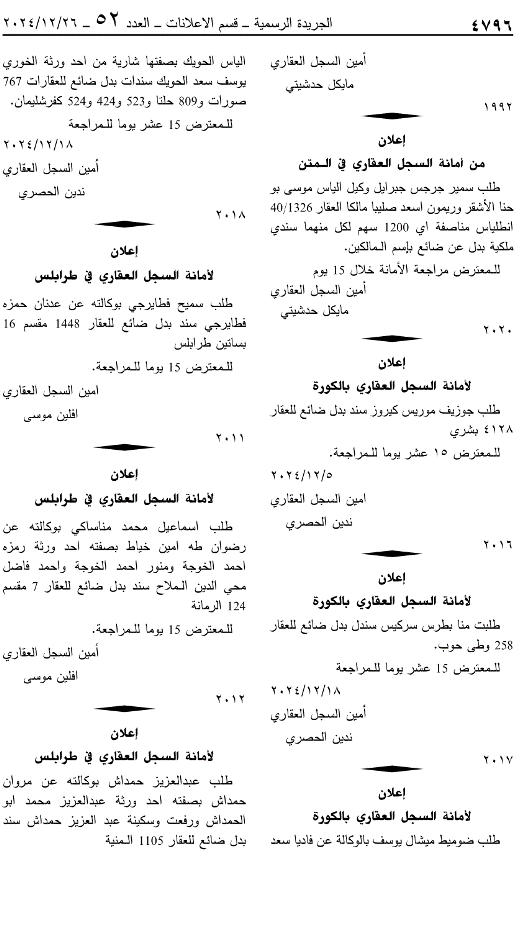 ٤٧٩٦
الجريدة الرسمية ـ قسم الاعلانات ـ العدد ٥٢ ـ ٢٠٢٤/١٢/٢٦
أمين السجل العقاري
مايكل حدشيتي
١٩٩٢
إعلان
من أمانة السجل العقاري في المتن
طلب سمير جرجس جبرايل وكيل الياس موسى بو
حنا الأشقر وريمون اسعد صليبا مالكا العقار 40/1326
انطلياس مناصفة اي 1200 سهم لكل منهما سندي
ملكية بدل عن ضائع بإسم المالكين.
للمعترض مراجعة الأمانة خلال 15 يوم
أمين السجل العقاري
مايكل حدشيتي
٢٠٢٠
إعلان
لأمانة السجل العقاري بالكورة
طلب جوزيف موريس كيروز سند بدل ضائع للعقار
٤١٢٨ بشري
للمعترض ١٥ عشر يوما للمراجعة.
٢٠٢٤/١٢/٥
امين السجل العقاري
ندين الحصري
٢٠١٦
إعلان
لأمانة السجل العقاري بالكورة
طلبت منا بطرس سركيس سندل بدل ضائع للعقار
258 وطى حوب.
للمعترض 15 عشر يوما للمراجعة
٢٠٢٤/١٢/١٨
أمين السجل العقاري
ندين الحصري
٢٠١٧
إعلان
لأمانة السجل العقاري بالكورة
طلب ضوميط ميشال يوسف بالوكالة عن فاديا سعد
الياس الحويك بصفتها شارية من احد ورثة الخوري
يوسف سعد الحويك سندات بدل ضائع للعقارات 767
صورات و809 حلتا و523 و424 و524 كفرشليمان.
للمعترض 15 عشر يوما للمراجعة
٢٠٢٤/١٢/١٨
أمين السجل العقاري
ندين الحصري
٢٠١٨
إعلان
لأمانة السجل العقاري في طرابلس
طلب سميح فطايرجي بوكالته عن عدنان حمزه
فطايرجي سند بدل ضائع للعقار 1448 مقسم 16
بساتين طرابلس
للمعترض 15 يوما للمراجعة.
امين السجل العقاري
افلين موسى
٢٠١١
إعلان
لأمانة السجل العقاري في طرابلس
طلب اسماعيل محمد مناساكي بوكالته عن
رضوان طه امين خياط بصفته احد ورثة رمزه
احمد الخوجة ومنور احمد الخوجة واحمد فاضل
محي الدين الملاح سند بدل ضائع للعقار 7 مقسم
124 الرمانة
للمعترض 15 يوما للمراجعة.
أمين السجل العقاري
افلين موسى
٢٠١٢
إعلان
لأمانة السجل العقاري في طرابلس
طلب عبدالعزيز حمداش بوكالته عن مروان
حمداش بصفته احد ورثة عبدالعزيز محمد ابو
الحمداش ورفعت وسكينة عبد العزيز حمداش سند
بدل ضائع للعقار 1105 المنية